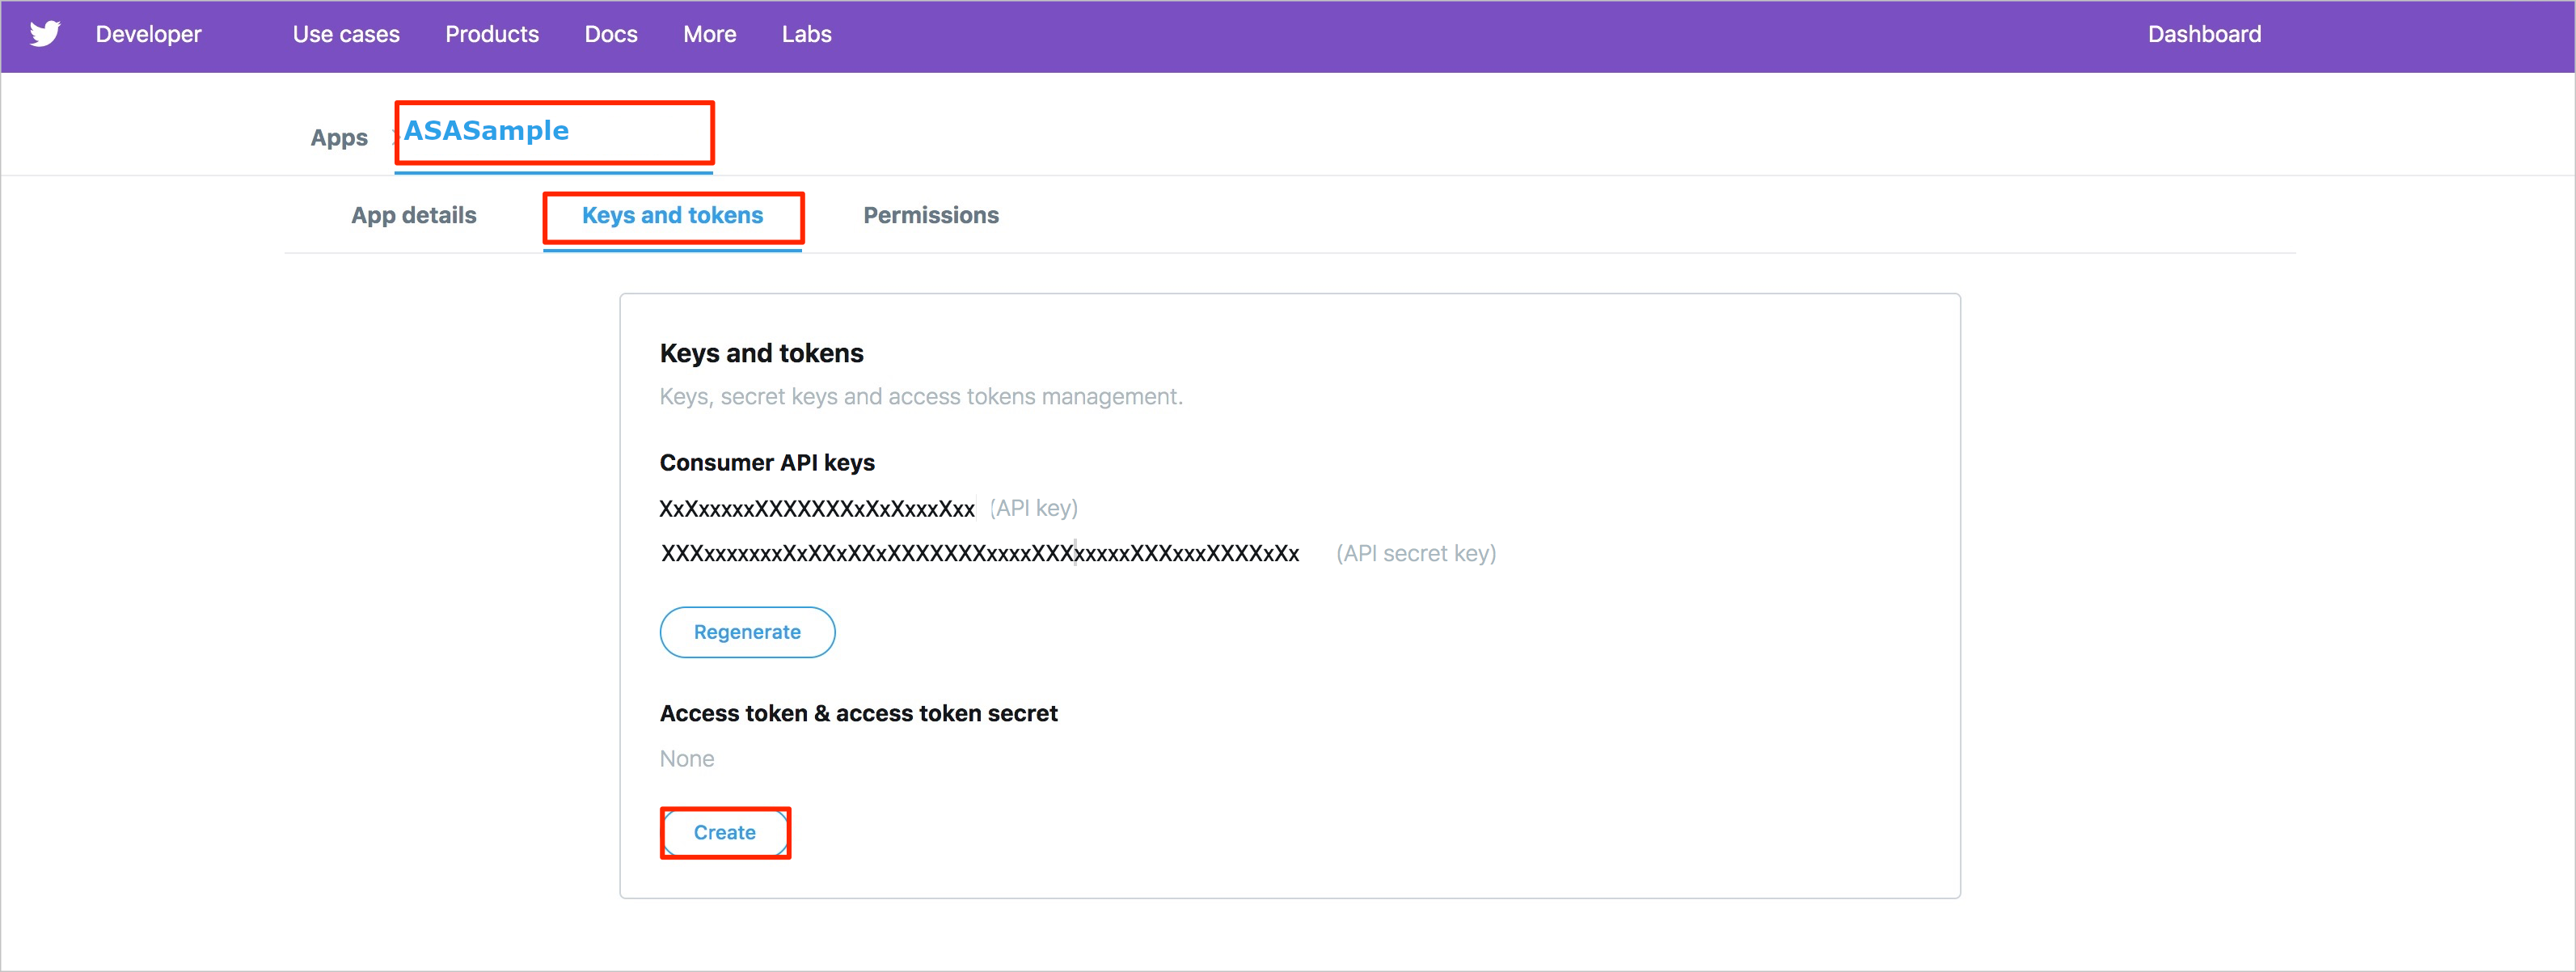 Developer Use cases Products Docs More Labs Dashboard
Apps ASASample
App details Keys and tokens Permissions
Keys and tokens
Keys, secret keys and access tokens management.
Consumer API keys
XxXxxxxxXXXXXXXxXxXxxxXxx (API key)
XXXxxxxxxxXxXXxXXxXXXXXXXxxxxXXXxxxxxXXXxxxXXXXxXx (API secret key)
Regenerate
Access token & access token secret
None
Create